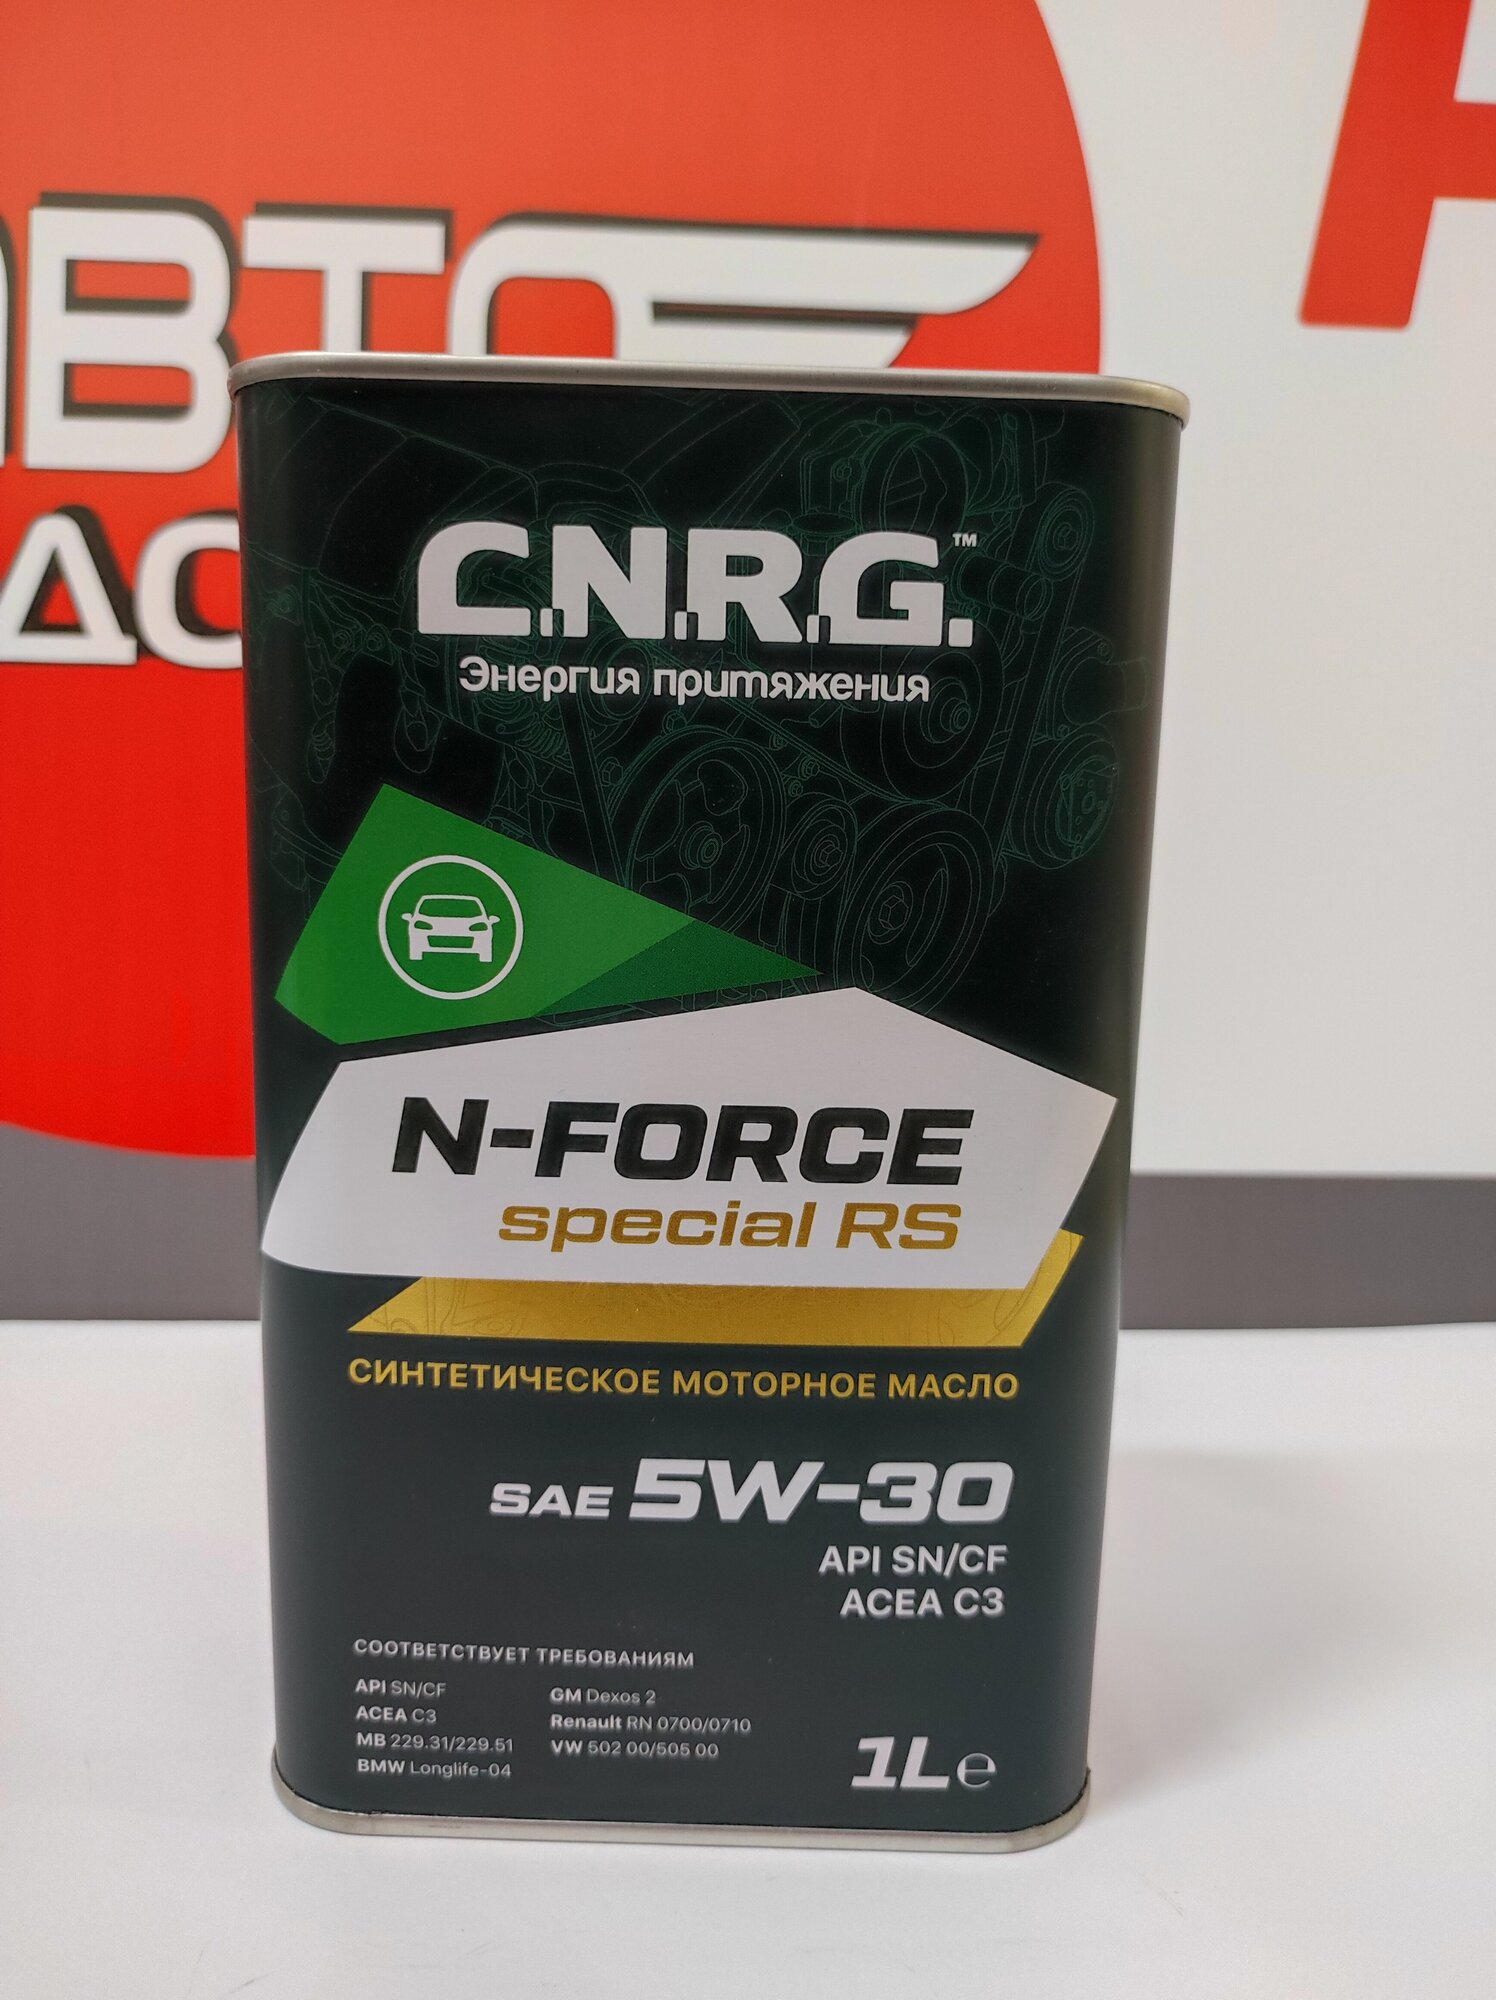 АВТО
C.N.R.G.™
Энергия притяжения
N-FORCE
special RS
СИНТЕТИЧЕСКОЕ МОТОРНОЕ МАСЛО
SAE 5W-30
API SN/CF
ACEA C3
СООТВЕТСТВУЕТ ТРЕБОВАНИЯМ
API SN/CF
ACEA C3
MB 229.31/229.51
BMW Longlife-04
GM Dexos 2
Renault RN 0700/0710
VW 502 00/505 00
1L e